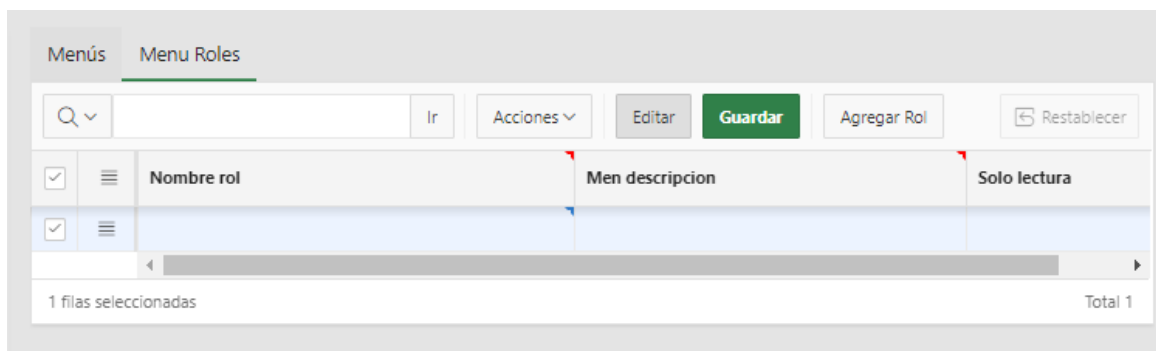 Menús Menu Roles
Ir Acciones Editar Guardar Agregar Rol Restablecer
Nombre rol Men descripcion Solo lectura
1 filas seleccionadas Total 1